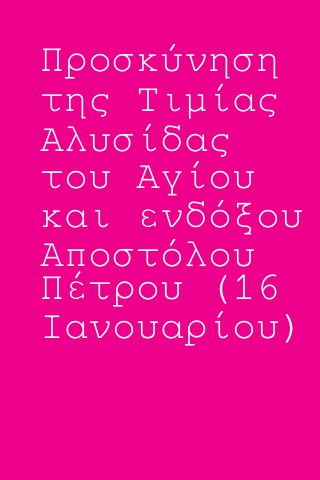 Προσκύνηση
της Τιμίας
Αλυσίδας
του Αγίου
και ενδόξου
Αποστόλου
Πέτρου (16
Ιανουαρίου)